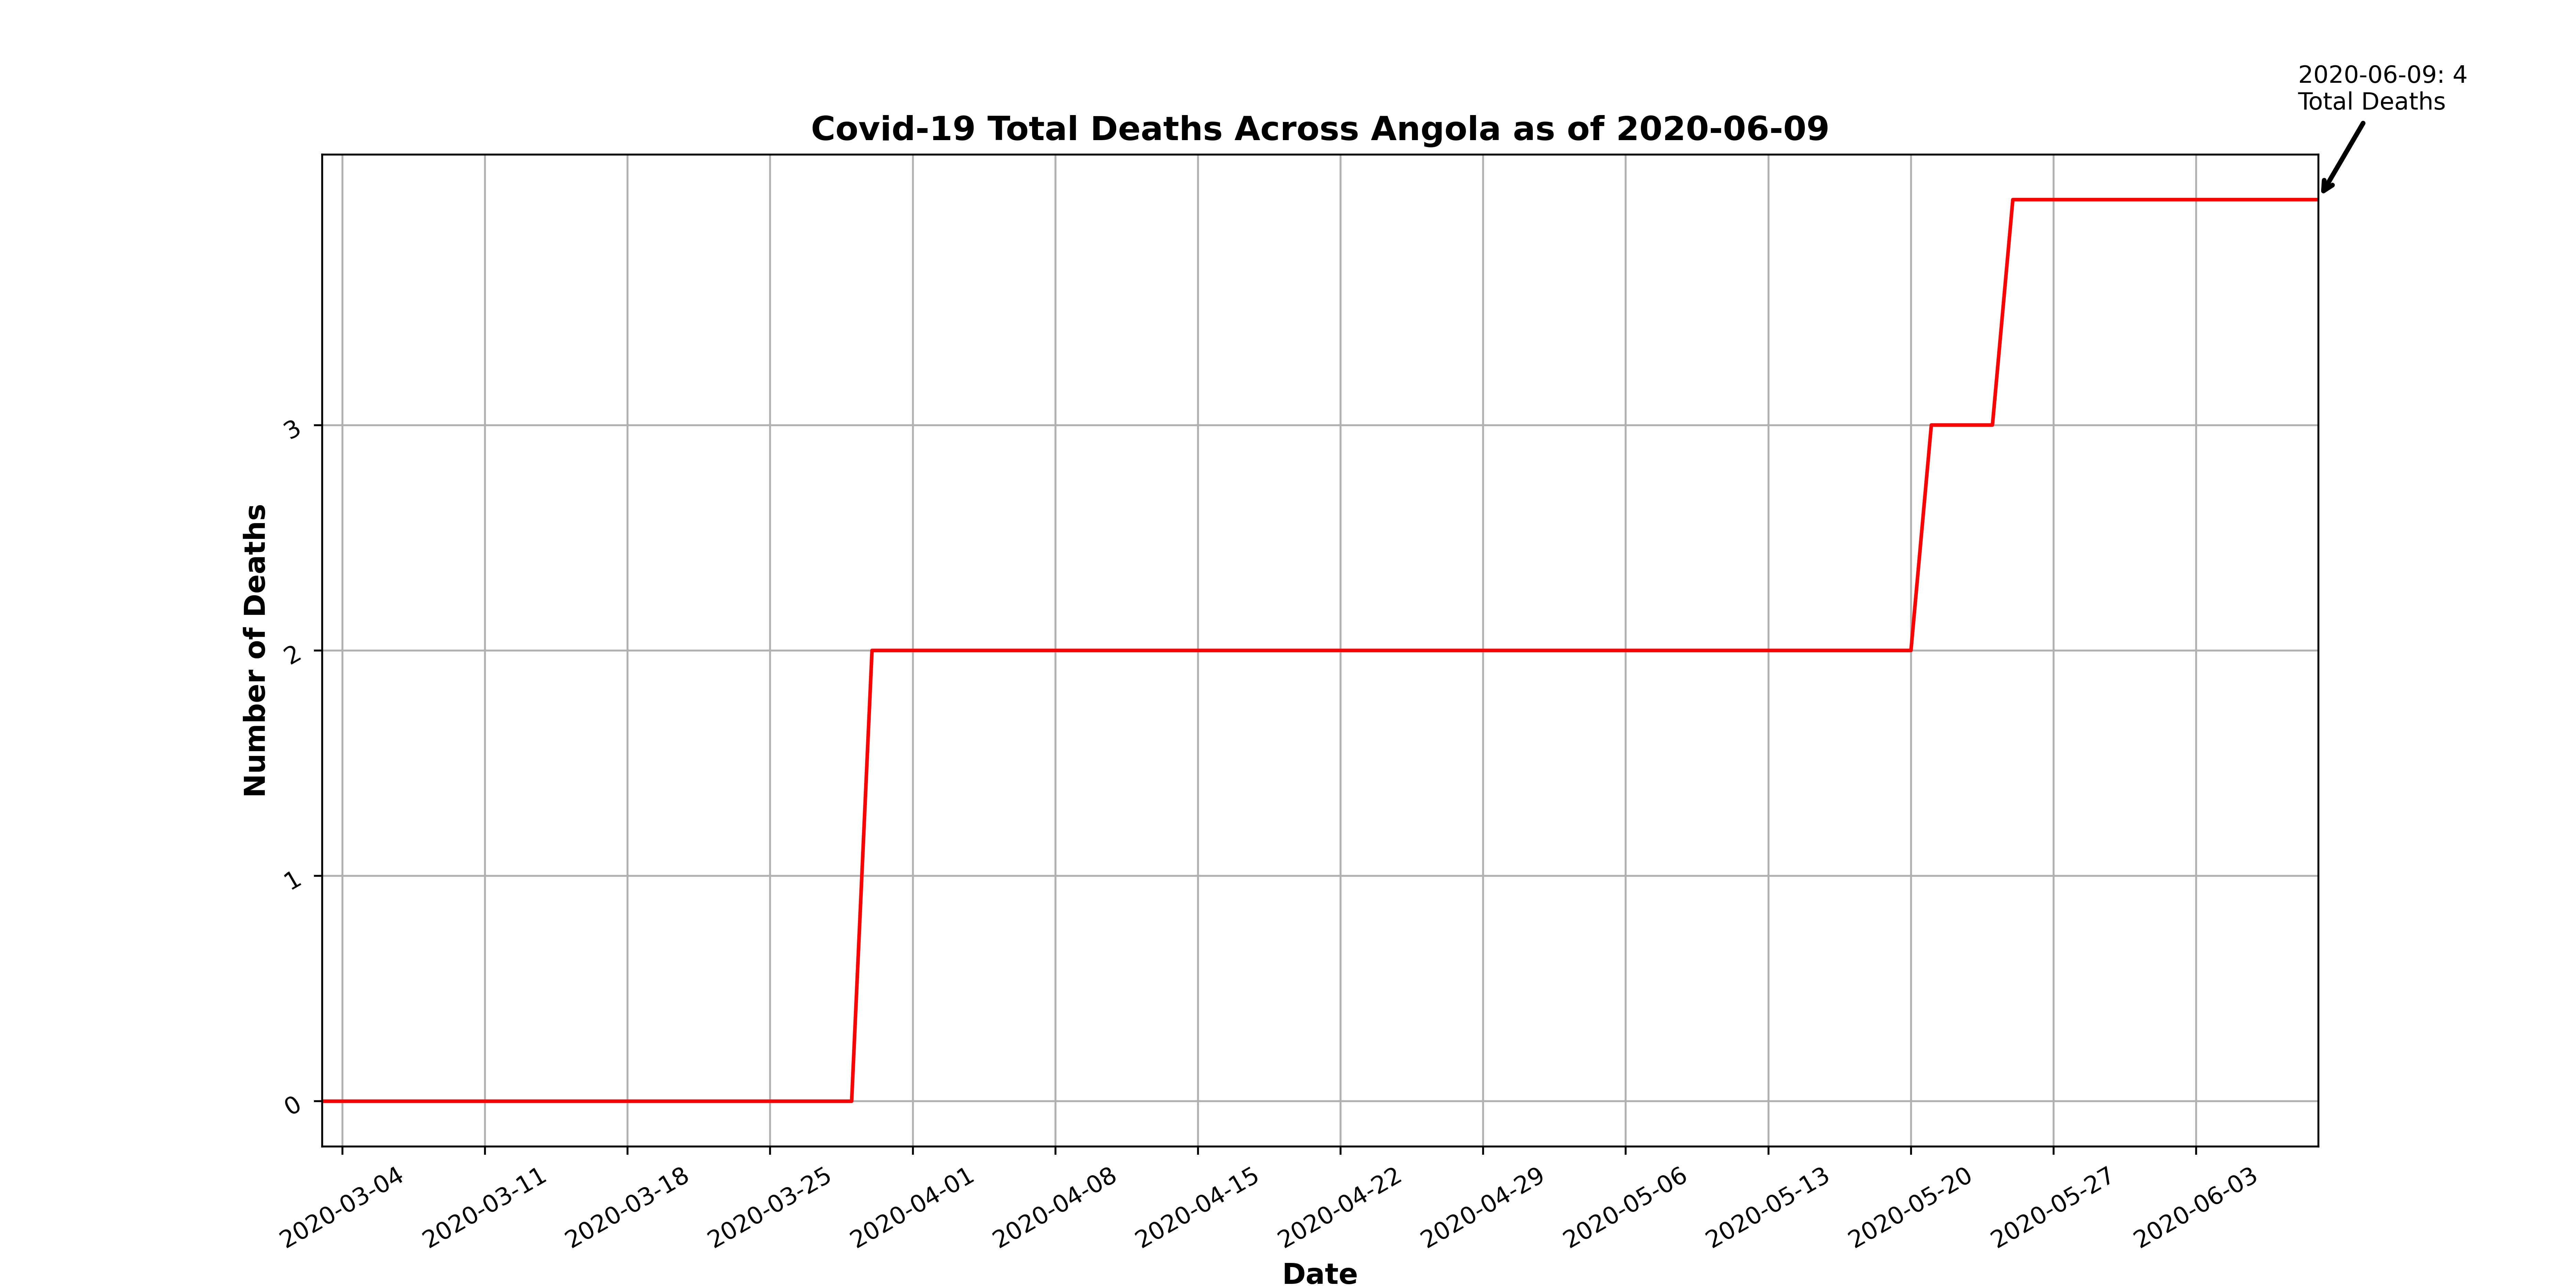 2020-06-09: 4
Total Deaths
Covid-19 Total Deaths Across Angola as of 2020-06-09
Number of Deaths
3
2
1
0
2020-03-04 2020-03-11 2020-03-18 2020-03-25 2020-04-01 2020-04-08 2020-04-15 2020-04-22 2020-04-29 2020-05-06 2020-05-13 2020-05-20 2020-05-27 2020-06-03
Date